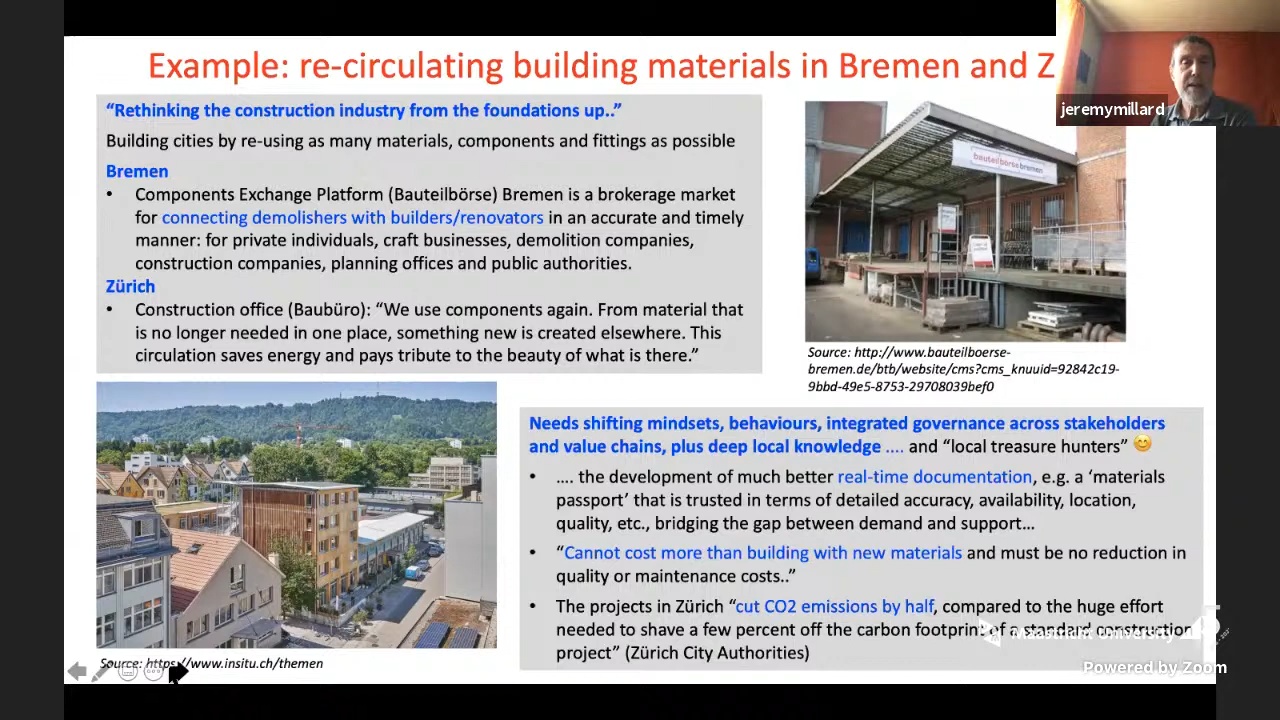 Example: re-circulating building materials in Bremen and Z
jeremymillard
“Rethinking the construction industry from the foundations up..”
Building cities by re-using as many materials, components and fittings as possible
Bremen
• Components Exchange Platform (Bauteilbörse) Bremen is a brokerage market
for connecting demolishers with builders/renovators in an accurate and timely
manner: for private individuals, craft businesses, demolition companies,
construction companies, planning offices and public authorities.
Zürich
• Construction office (Baubüro): “We use components again. From material that
is no longer needed in one place, something new is created elsewhere. This
circulation saves energy and pays tribute to the beauty of what is there.”
bauteilbörse bremen
Source: http://www.bauteilboerse-
bremen.de/btb/website/cms?cms_knuuid=92842c19-
9bbd-49e5-8753-29708039bef0
Needs shifting mindsets, behaviours, integrated governance across stakeholders
and value chains, plus deep local knowledge .... and “local treasure hunters” 😊
• .... the development of much better real-time documentation, e.g. a ‘materials
passport’ that is trusted in terms of detailed accuracy, availability, location,
quality, etc., bridging the gap between demand and support…
• “Cannot cost more than building with new materials and must be no reduction in
quality or maintenance costs..”
• The projects in Zürich “cut CO2 emissions by half, compared to the huge effort
needed to shave a few percent off the carbon footprint of a standard construction
project” (Zürich City Authorities)
Maastricht University
Source: https://www.insitu.ch/themen
Powered by Zoom